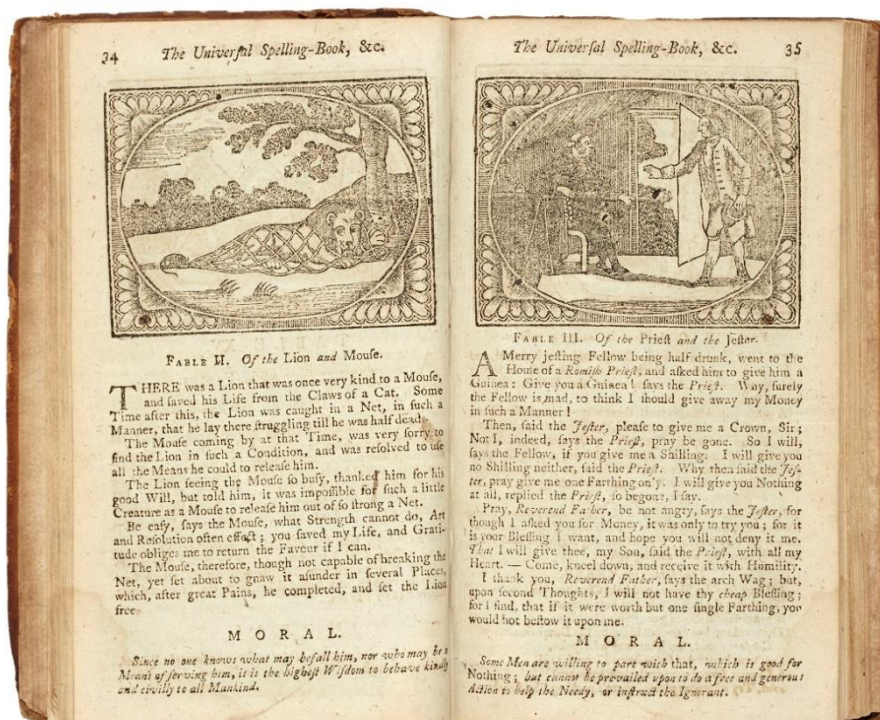 34 The Univerſal Spelling-Book, &c.
FABLE II. Of the Lion and Mouſe.
THERE was a Lion that was once very kind to a Mouſe,
and ſaved his Life from the Claws of a Cat. Some
Time after this, the Lion was caught in a Net, in ſuch a
Manner, that he lay there ſtruggling till he was half dead.
The Mouſe coming by at that Time, was very ſorry to
find the Lion in ſuch a Condition, and was reſolved to uſe
all the Means he could to releaſe him.
The Lion ſeeing the Mouſe ſo buſy, thanked him for his
good Will, but told him, it was impoſſible for ſuch a little
Creature as a Mouſe to releaſe him out of ſo ſtrong a Net.
Be eaſy, ſays the Mouſe, what Strength cannot do, Art
and Reſolution often effect; you ſaved my Life, and Grati-
tude obliges me to return the Favour if I can.
The Mouſe, therefore, though not capable of breaking the
Net, yet ſet about to gnaw it aſunder in ſeveral Places,
which, after great Pains, he completed, and ſet the Lion
free.
MORAL.
Since no one knows what may befall him, nor who may be a
Means of ſerving him, it is the higheſt Wiſdom to behave kindly
and civilly to all Mankind.
The Univerſal Spelling-Book, &c. 35
FABLE III. Of the Prieſt and the Jeſter.
A Merry jeſting Fellow being half drunk, went to the
Houſe of a Romiſh Prieſt, and aſked him to give him a
Guinea: Give you a Guinea! ſays the Prieſt. Why, ſurely
the Fellow is mad, to think I ſhould give away my Money
in ſuch a Manner!
Then, ſaid the Jeſter, pleaſe to give me a Crown, Sir;
Not I, indeed, ſays the Prieſt, pray be gone. So I will,
ſays the Fellow, if you give me a Shilling. I will give you
no Shilling neither, ſaid the Prieſt. Why then ſaid the Jeſ-
ter, pray give me one Farthing only. I will give you Nothing
at all, replied the Prieſt, ſo begone, I ſay.
Pray, Reverend Father, be not angry, ſays the Jeſter, for
though I aſked you for Money, it was only to try you; for it
is your Bleſſing I want, and hope you will not deny it me.
That I will give thee, my Son, ſaid the Prieſt, with all my
Heart. — Come, kneel down, and receive it with Humility.
I thank you, Reverend Father, ſays the arch Wag; but,
upon ſecond Thoughts, I will not have thy cheap Bleſſing;
for I find, that if it were worth but one ſingle Farthing, you
would not beſtow it upon me.
MORAL.
Some Men are willing to part with that, which is good for
Nothing; but cannot be prevailed upon to do a free and generous
Action to help the Needy, or inſtruct the Ignorant.